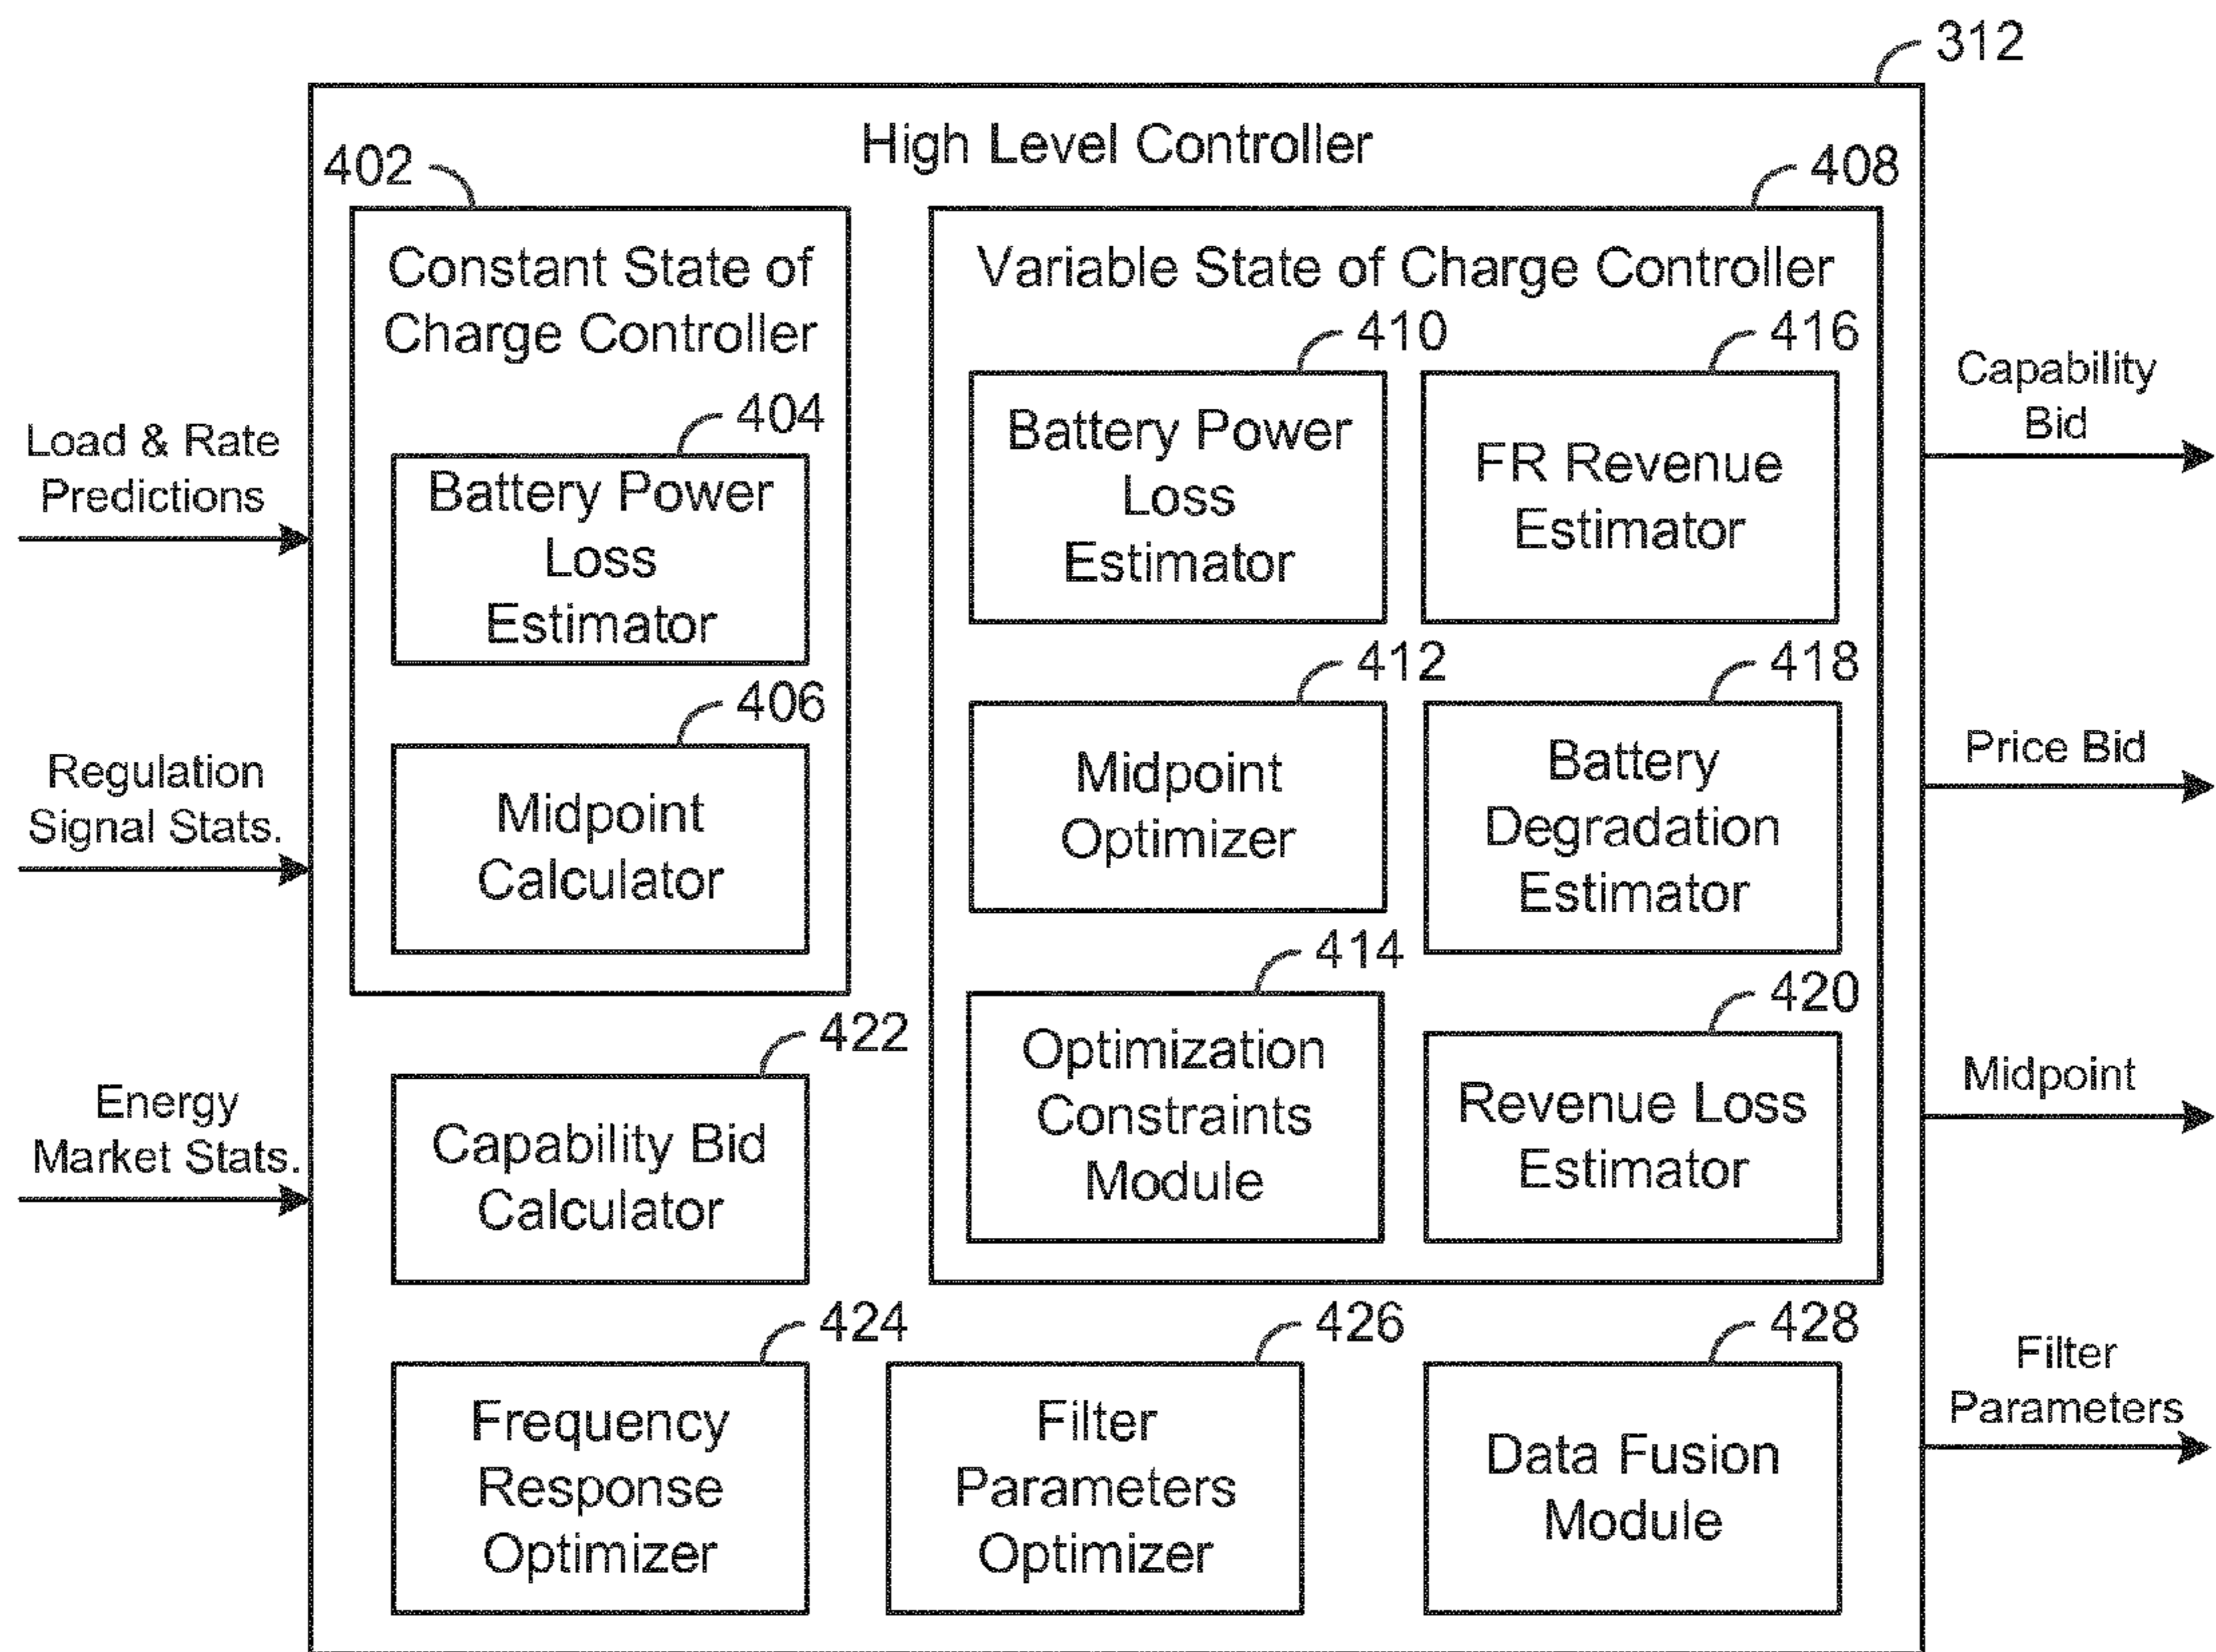 312
High Level Controller
402
Constant State of
Charge Controller
404
Battery Power
Loss
Estimator
406
Midpoint
Calculator
408
Variable State of Charge Controller
410
Battery Power
Loss
Estimator
416
FR Revenue
Estimator
412
Midpoint
Optimizer
418
Battery
Degradation
Estimator
414
Optimization
Constraints
Module
420
Revenue Loss
Estimator
422
Capability Bid
Calculator
424
Frequency
Response
Optimizer
426
Filter
Parameters
Optimizer
428
Data Fusion
Module
Load & Rate
Predictions
Regulation
Signal Stats.
Energy
Market Stats.
Capability
Bid
Price Bid
Midpoint
Filter
Parameters